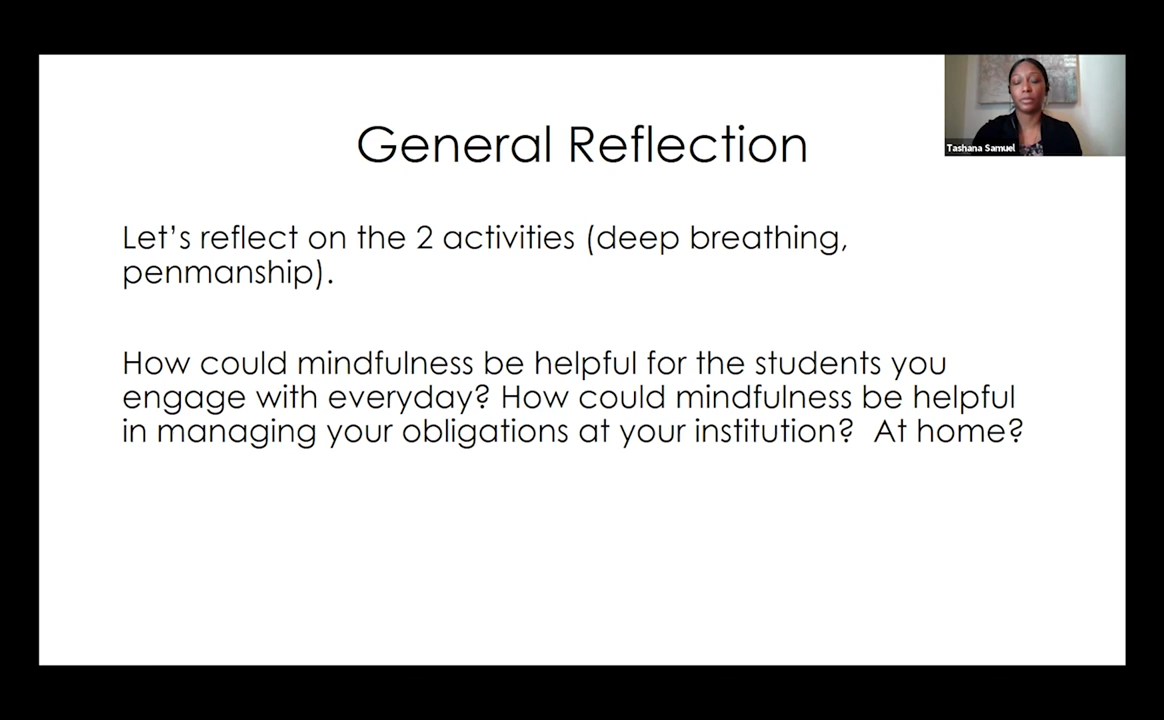 General Reflection
Tashana Samuel
Let's reflect on the 2 activities (deep breathing,
penmanship).
How could mindfulness be helpful for the students you
engage with everyday? How could mindfulness be helpful
in managing your obligations at your institution?  At home?